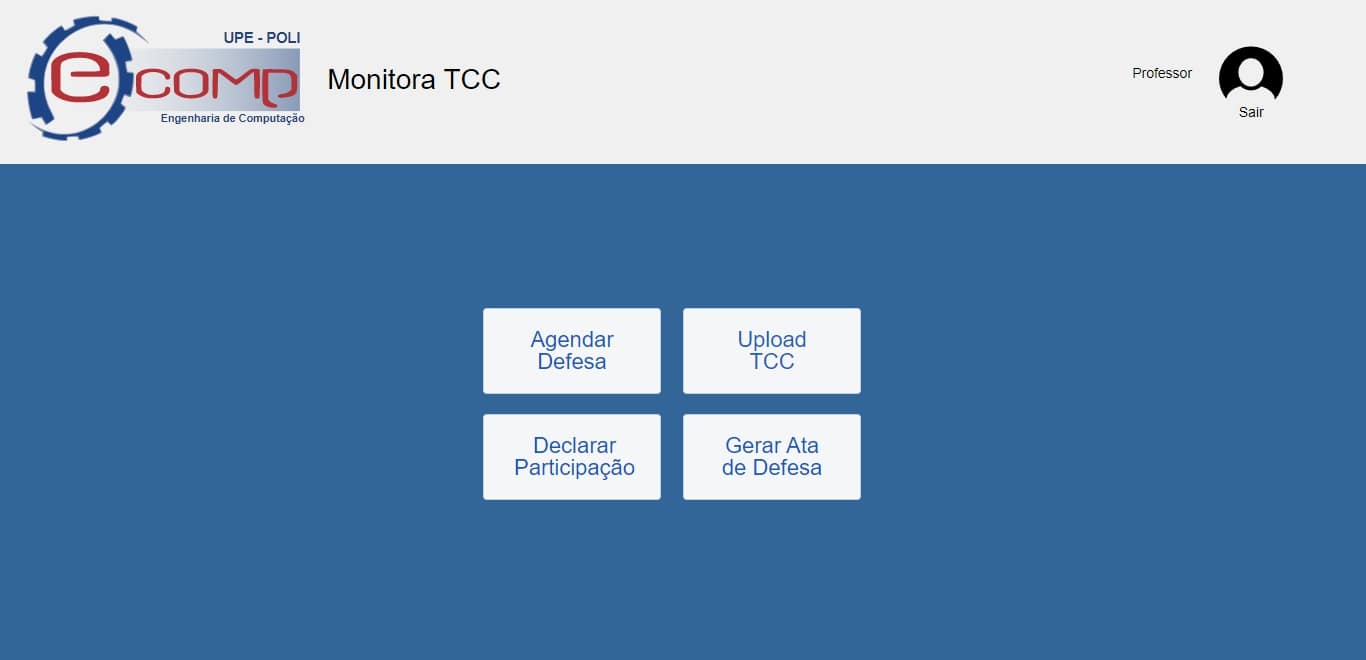 UPE - POLI
ecomp
Engenharia de Computação
Monitora TCC
Professor
Sair
Agendar
Defesa
Upload
TCC
Declarar
Participação
Gerar Ata
de Defesa